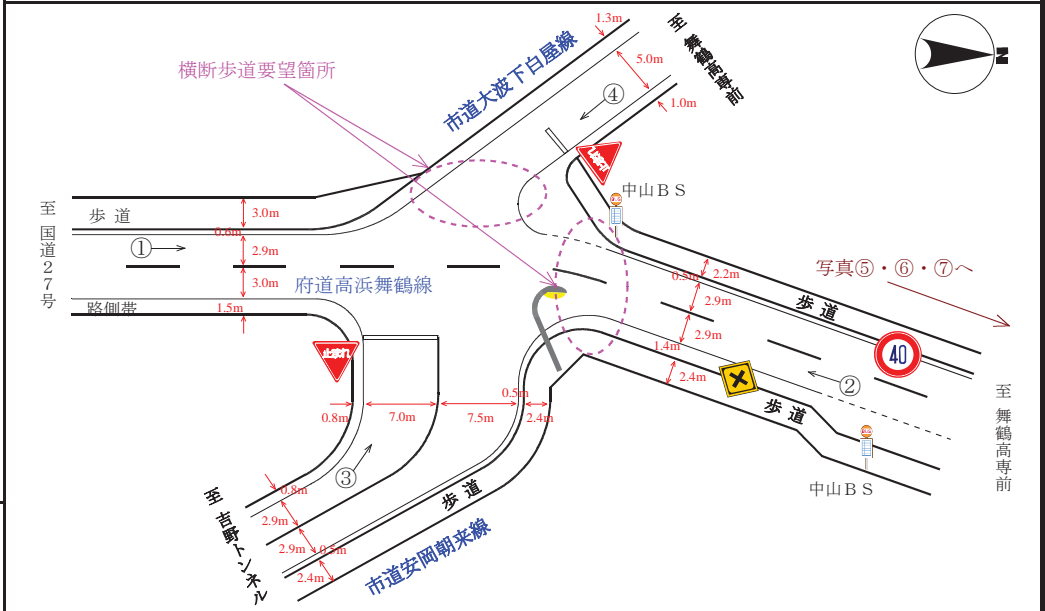 横断歩道要望箇所
市道大波下白屋線
至 舞鶴高専前
1.3m
5.0m
1.0m
④
N
止まれ
中山BS
至 国道27号
歩道
3.0m
0.6m
①
2.9m
3.0m
府道高浜舞鶴線
路側帯
1.5m
止まれ
0.8m
7.0m
7.5m
0.5m
2.4m
③
写真⑤・⑥・⑦へ
0.5m
2.2m
2.9m
歩道
2.9m
1.4m
2.4m
40
②
歩道
至 舞鶴高専前
中山BS
0.8m
2.9m
2.9m
0.5m
2.4m
歩道
至 吉野トンネル
市道安岡朝来線